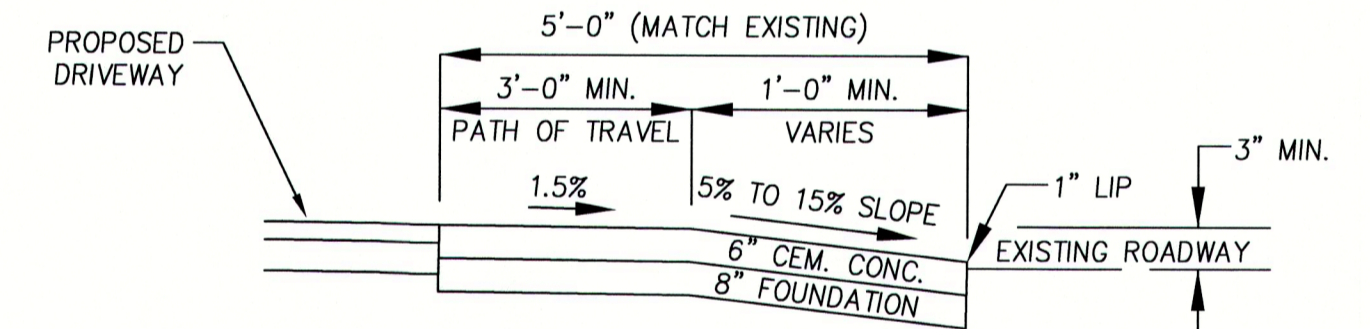 5'-0" (MATCH EXISTING)
PROPOSED
DRIVEWAY
3'-0" MIN.
1'-0" MIN.
PATH OF TRAVEL
VARIES
3" MIN.
1.5%
5% TO 15% SLOPE
1" LIP
6" CEM. CONC.
EXISTING ROADWAY
8" FOUNDATION